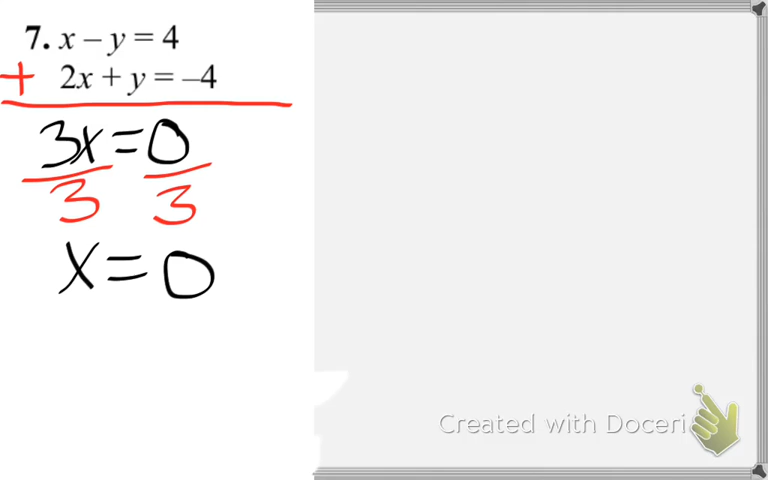 7. x – y = 4
+ 2x + y = –4
3x = 0
3 3
x = 0
Created with Doceri